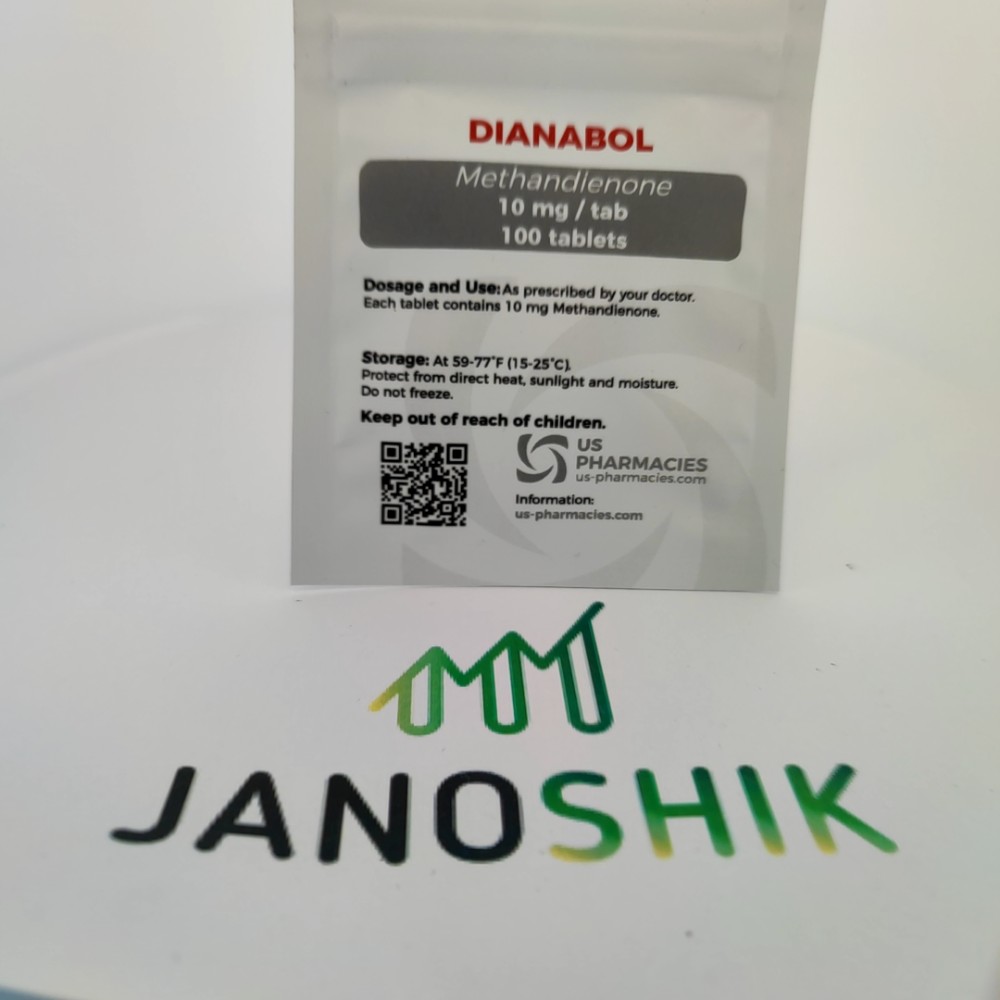 DIANABOL
Methandienone
10 mg / tab
100 tablets
Dosage and Use: As prescribed by your doctor.
Each tablet contains 10 mg Methandienone.
Storage: At 59-77°F (15-25°C).
Protect from direct heat, sunlight and moisture.
Do not freeze.
Keep out of reach of children.
US
PHARMACIES
us-pharmacies.com
Information:
us-pharmacies.com
JANOSHIK